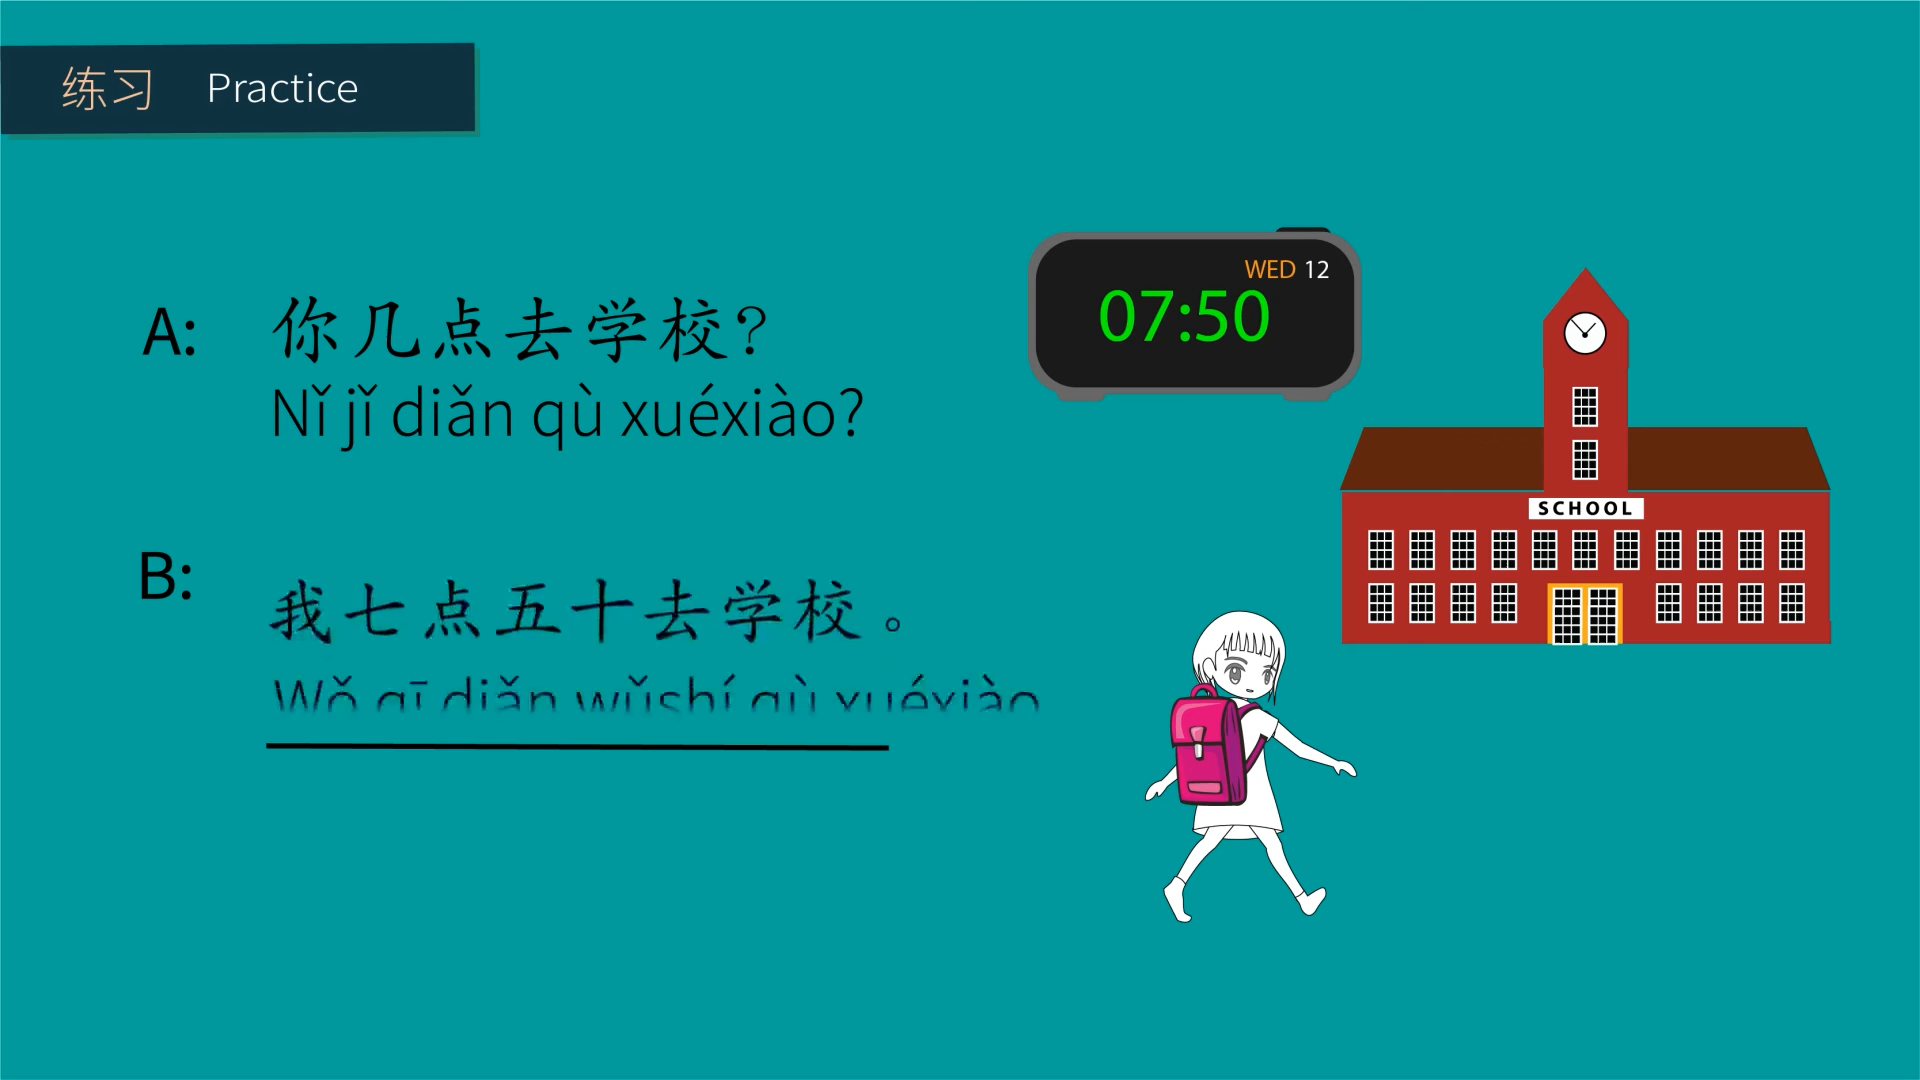 练习 Practice
A: 你几点去学校?
Nǐ jǐ diǎn qù xuéxiào?
B: 我七点五十去学校。
Wǒ qī diǎn wǔshí qù xuéxiào
WED 12
07:50
SCHOOL